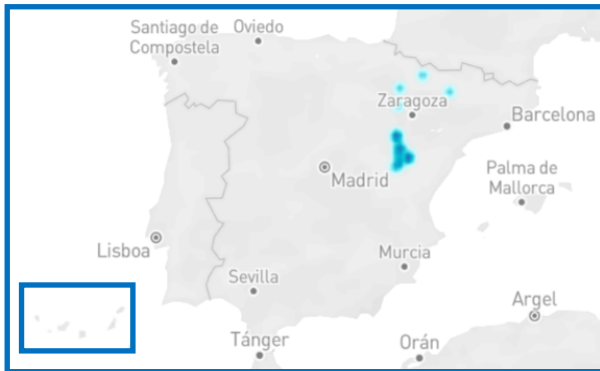 Santiago de
Compostela
Oviedo
Zaragoza
Barcelona
Madrid
Palma de
Mallorca
Lisboa
Murcia
Sevilla
Argel
Tánger
Orán